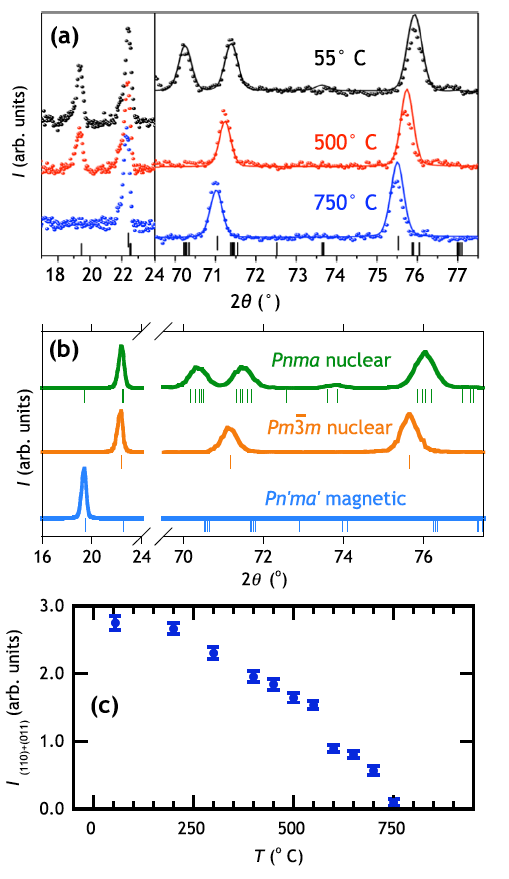 (a)
55° C
500° C
750° C
I (arb. units)
18 20 22 24 70 71 72 73 74 75 76 77
2θ (°)
(b)
Pnma nuclear
Pm3̅m nuclear
Pn'ma' magnetic
I (arb. units)
16 20 24 70 72 74 76
2θ (°)
3.0
2.0
1.0
0.0
(c)
I (110)+(011) (arb. units)
0 250 500 750
T (° C)